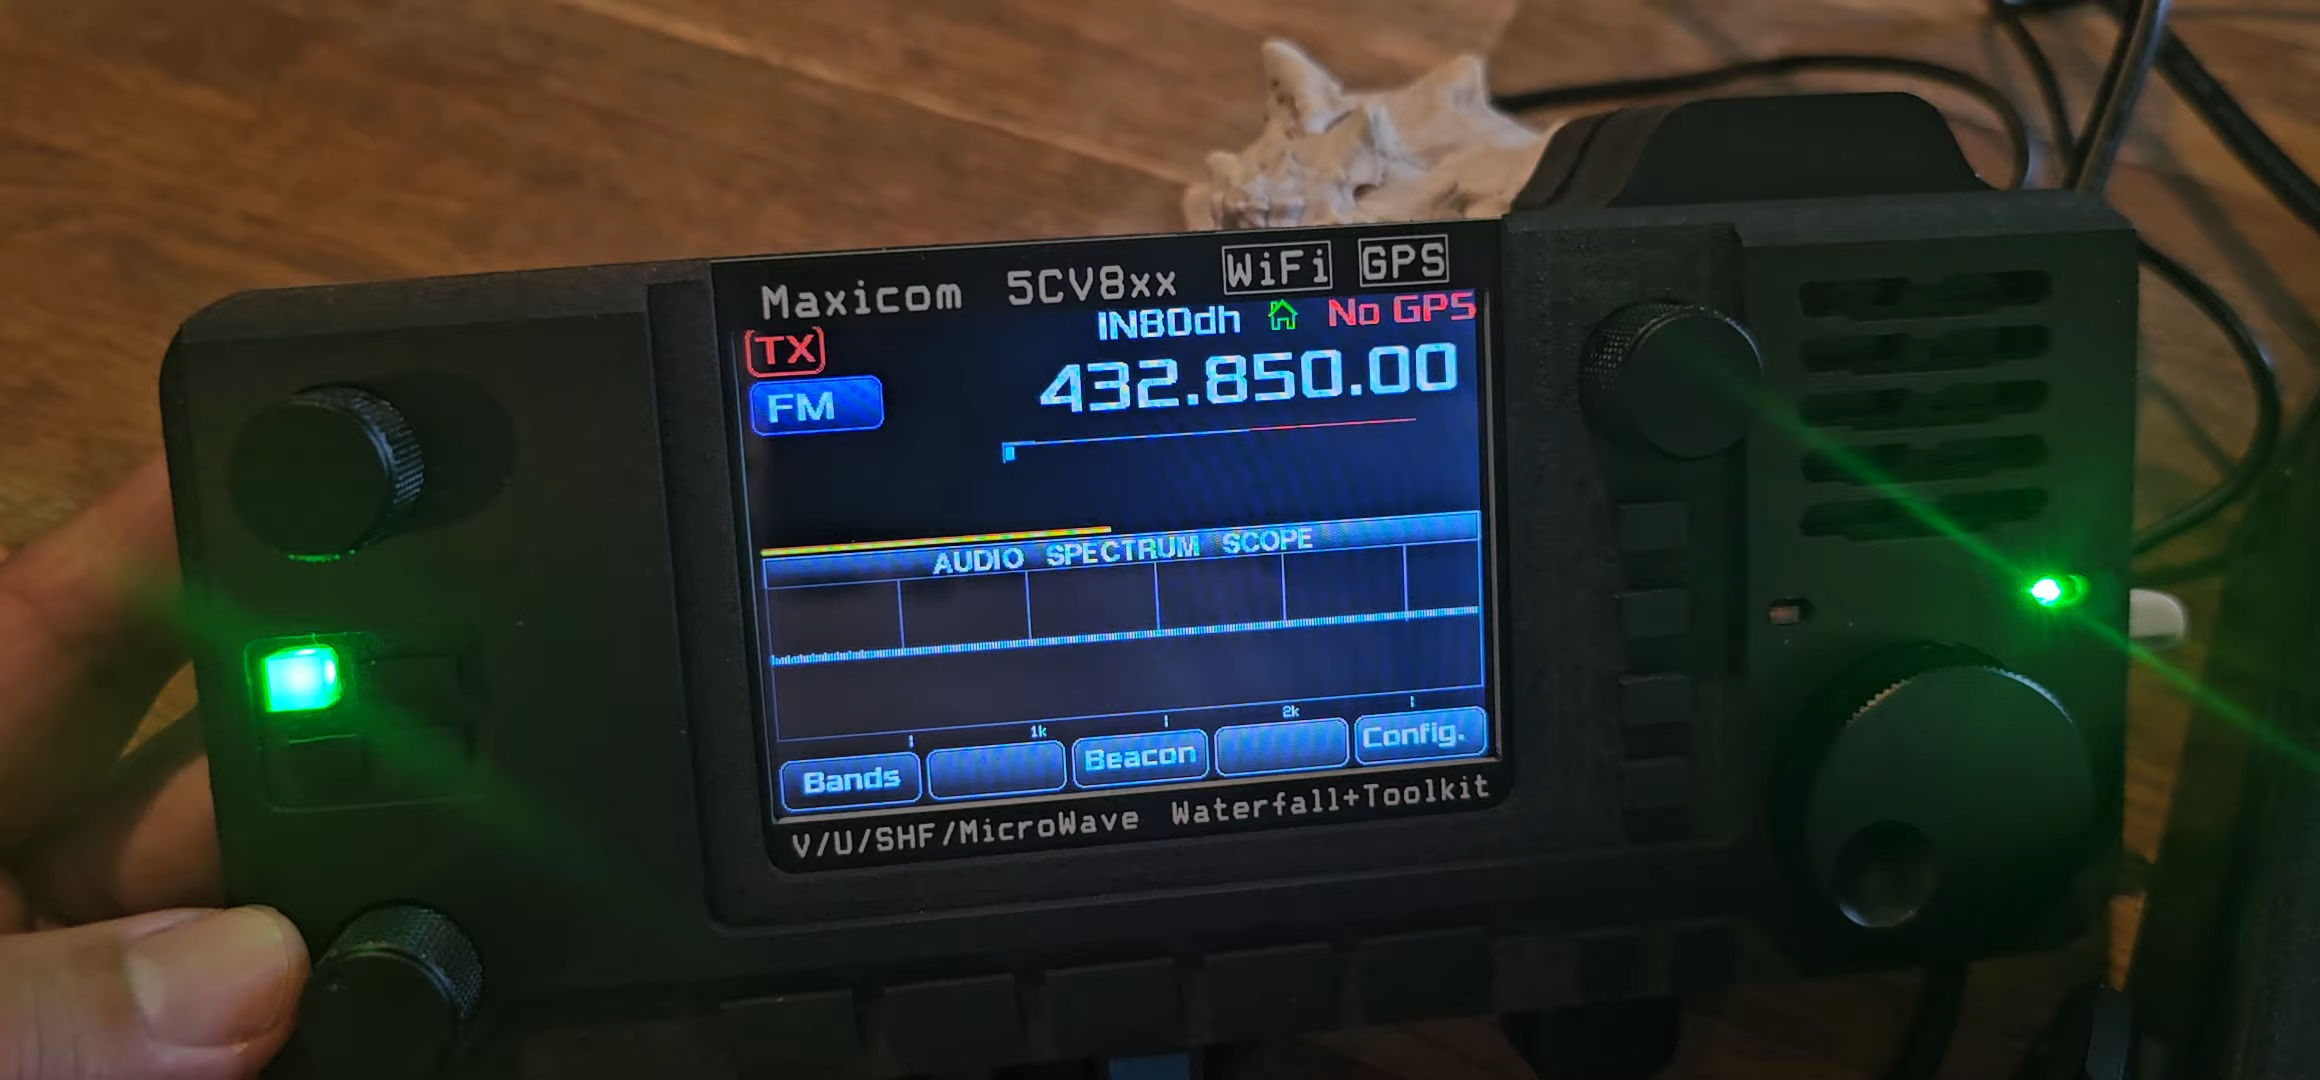 Maxicom 5CV8xx WiFi GPS
IN80dh No GPS
TX
432.850.00
FM
AUDIO SPECTRUM SCOPE
1k 2k
Bands Beacon Config.
V/U/SHF/MicroWave Waterfall+Toolkit